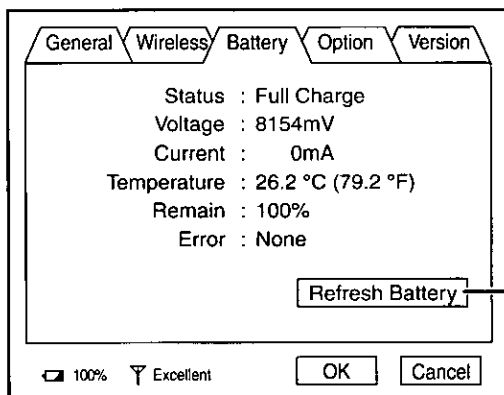 General Wireless Battery Option Version
Status : Full Charge
Voltage : 8154mV
Current : 0mA
Temperature : 26.2 °C (79.2 °F)
Remain : 100%
Error : None
Refresh Battery
100% Excellent OK Cancel